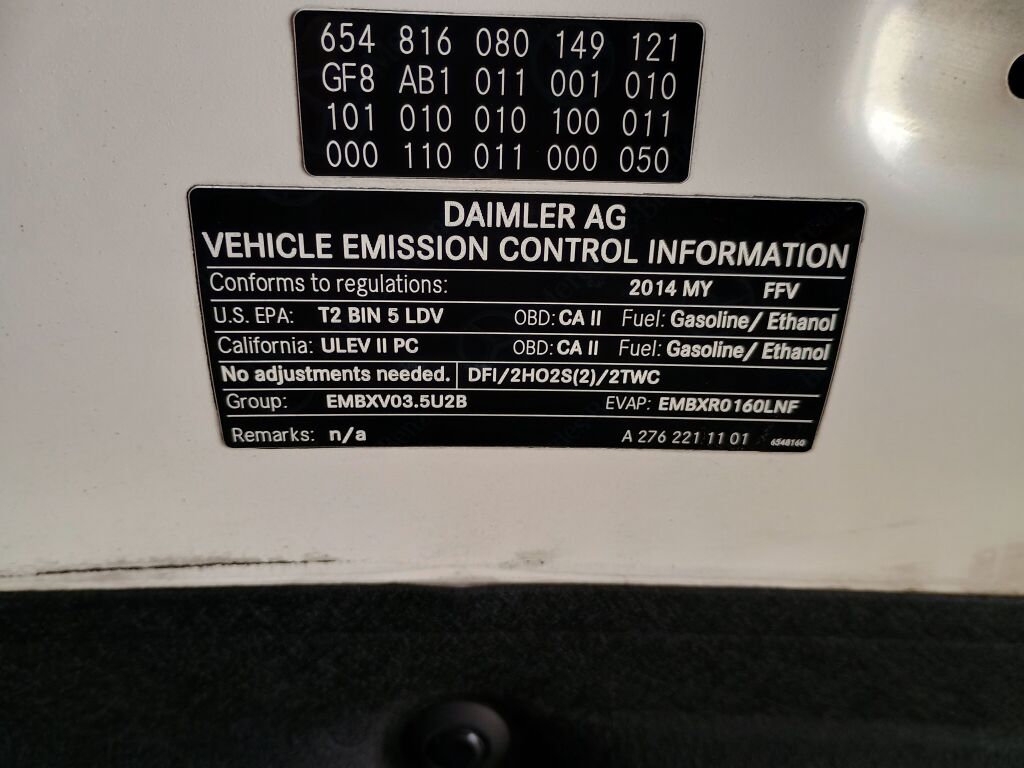 654 816 080 149 121
GF8 AB1 011 001 010
101 010 010 100 011
000 110 011 000 050
DAIMLER AG
VEHICLE EMISSION CONTROL INFORMATION
Conforms to regulations: 2014 MY FFV
U.S. EPA: T2 BIN 5 LDV OBD: CA II Fuel: Gasoline/ Ethanol
California: ULEV II PC OBD: CA II Fuel: Gasoline/ Ethanol
No adjustments needed. DFI/2HO2S(2)/2TWC
Group: EMBXV03.5U2B EVAP: EMBXR0160LNF
Remarks: n/a A 276 221 11 01 6548160